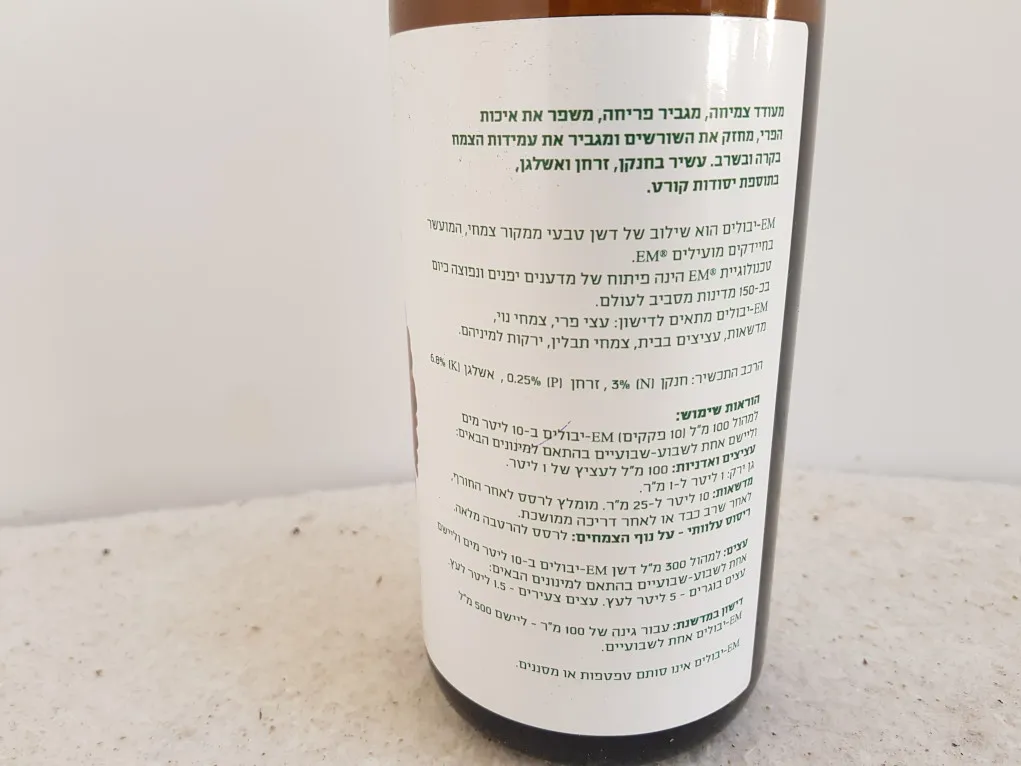 מעודד צמיחה, מגביר פריחה, משפר את איכות
הפרי, מחזק את השורשים ומגביר את עמידות הצמח
בקרה ובשרב. עשיר בחנקן, זרחן ואשלגן,
בתוספת יסודות קורט.
EM-יבולים הוא שילוב של דשן טבעי ממקור צמחי, המועשר
בחיידקים מועילים EM®.
טכנולוגיית EM® הינה פיתוח של מדענים יפנים ונפוצה כיום
בכ-150 מדינות מסביב לעולם.
EM-יבולים מתאים לדישון: עצי פרי, צמחי נוי,
מדשאות, עציצים בבית, צמחי תבלין, ירקות למיניהם.
הרכב התכשיר: חנקן (N) 3%, זרחן (P) 0.25%, אשלגן (K) 6.8%
הוראות שימוש:
למהול 100 מ"ל (10 פקקים) EM-יבולים ב-10 ליטר מים
וליישם אחת לשבוע-שבועיים בהתאם למינונים הבאים:
עציצים ואדניות: 100 מ"ל לעציץ של 1 ליטר.
גן ירק: 1 ליטר ל-1 מ"ר.
מדשאות: 10 ליטר ל-25 מ"ר. מומלץ לרסס לאחר החורף,
לאחר שרב כבד או לאחר דריכה ממושכת.
ריסוס עלוותי - על נוף הצמחים: לרסס להרטבה מלאה.
עצים: למהול 300 מ"ל דשן EM-יבולים ב-10 ליטר מים וליישם
אחת לשבוע-שבועיים בהתאם למינונים הבאים:
עצים בוגרים - 5 ליטר לעץ. עצים צעירים - 1.5 ליטר לעץ.
דישון במדשנת: עבור גינה של 100 מ"ר - ליישם 500 מ"ל
EM-יבולים אחת לשבועיים.
EM-יבולים אינו סותם טפטפות או מסננים.